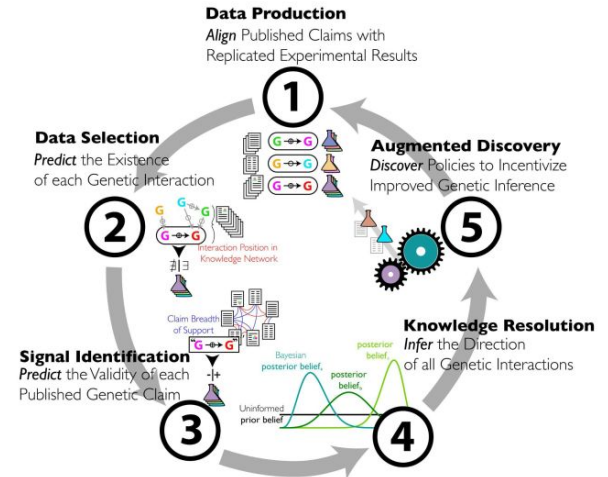 Data Production
Align Published Claims with
Replicated Experimental Results
1
G G
G G
G G
Data Selection
Predict the Existence
of each Genetic Interaction
2
G G G
G G
Interaction Position in
Knowledge Network
∄|∃
Signal Identification
Predict the Validity of each
Published Genetic Claim
3
Claim Breadth
of Support
"G G"
-|+
Knowledge Resolution
Infer the Direction
of all Genetic Interactions
4
Bayesian
posterior belief
posterior
belief
posterior
belief
Uninformed
prior belief
Augmented Discovery
Discover Policies to Incentivize
Improved Genetic Inference
5